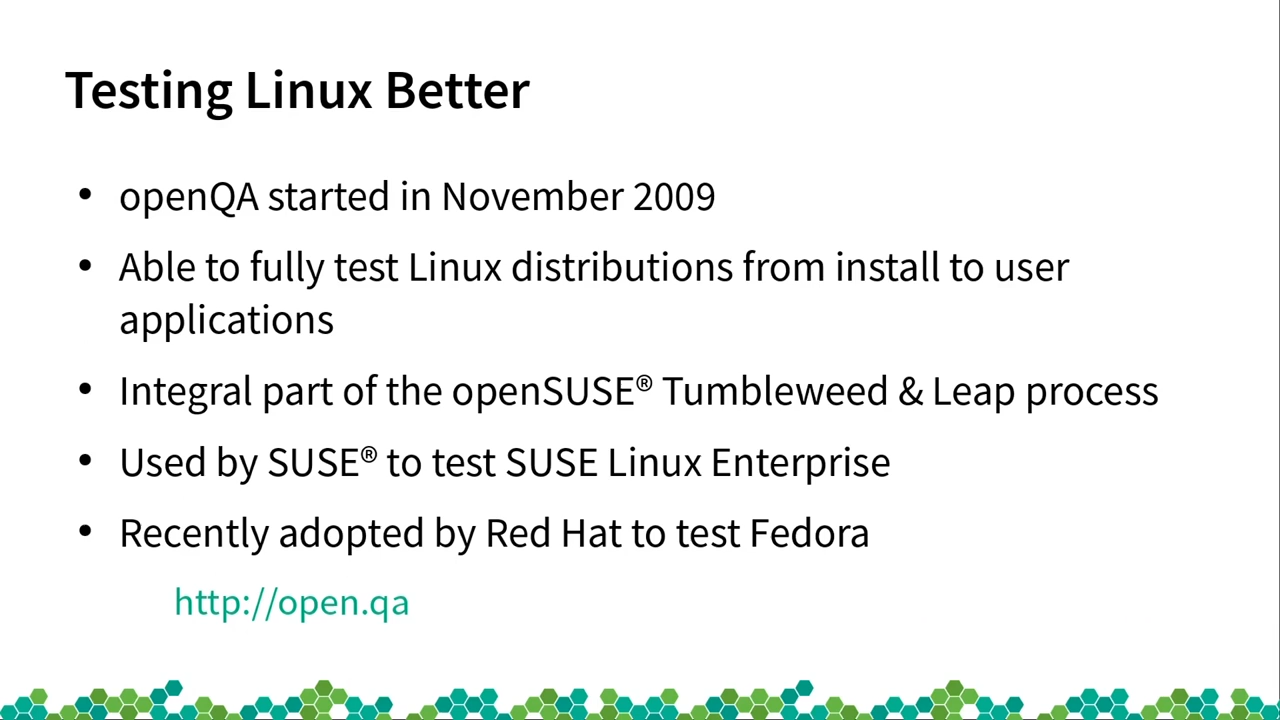 Testing Linux Better
• openQA started in November 2009
• Able to fully test Linux distributions from install to user
applications
• Integral part of the openSUSE® Tumbleweed & Leap process
• Used by SUSE® to test SUSE Linux Enterprise
• Recently adopted by Red Hat to test Fedora
http://open.qa